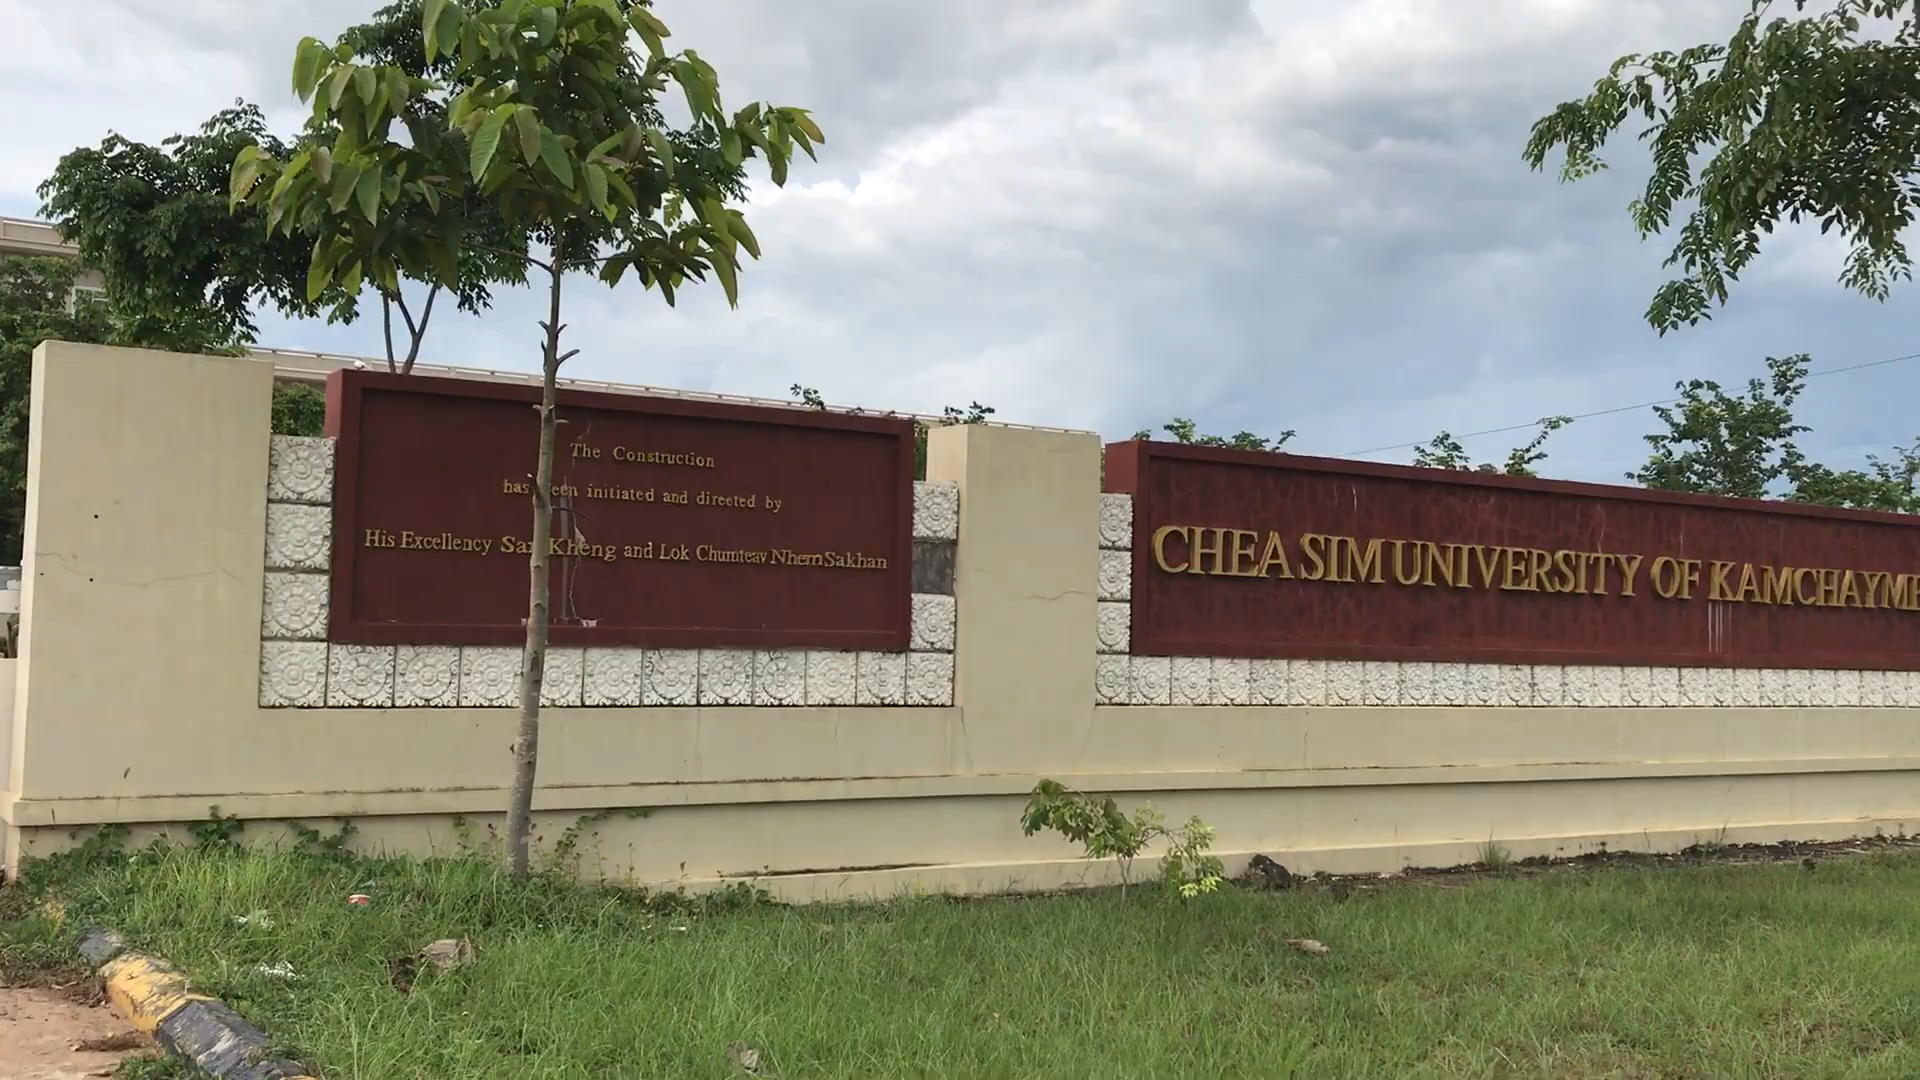 The Construction
has been initiated and directed by
His Excellency Sar Kheng and Lok Chumteav Nhem Sakhan
CHEA SIM UNIVERSITY OF KAMCHAYME